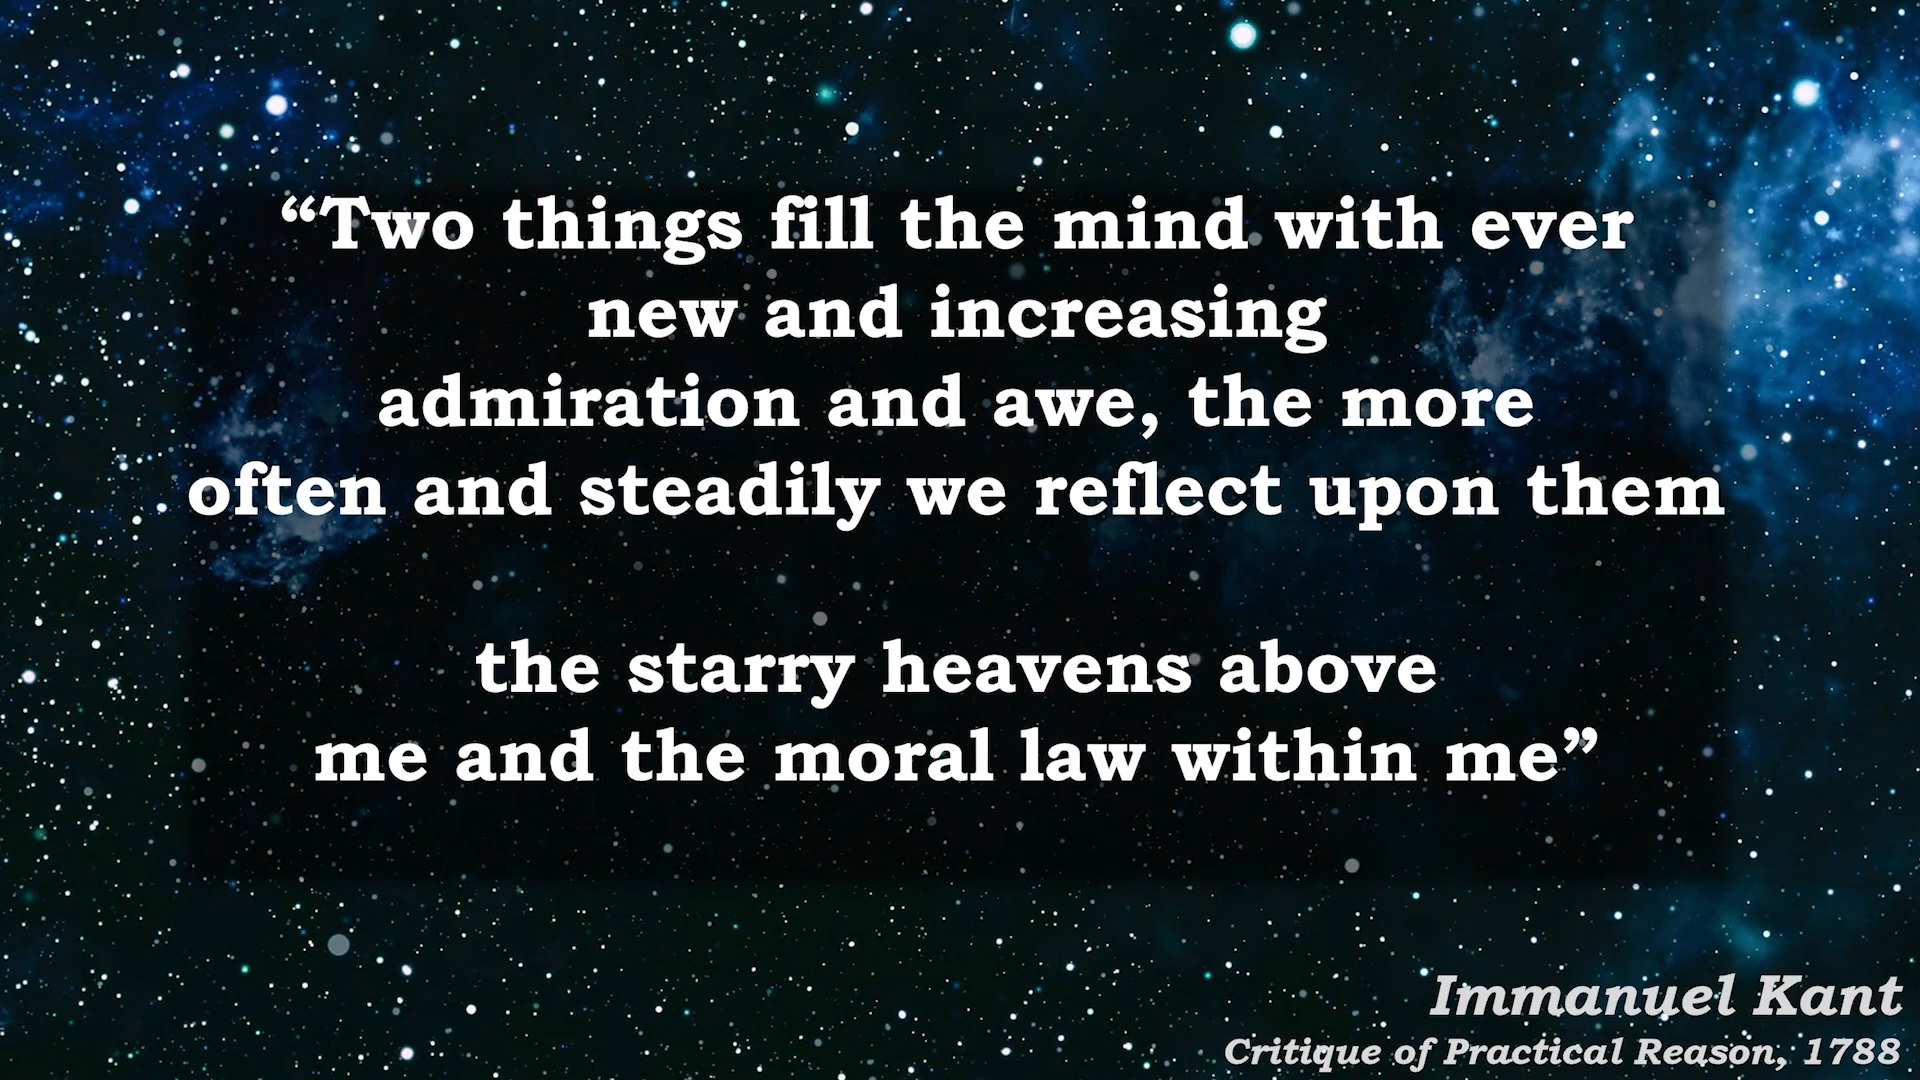 “Two things fill the mind with ever
new and increasing
admiration and awe, the more
often and steadily we reflect upon them
the starry heavens above
me and the moral law within me”
Immanuel Kant
Critique of Practical Reason, 1788